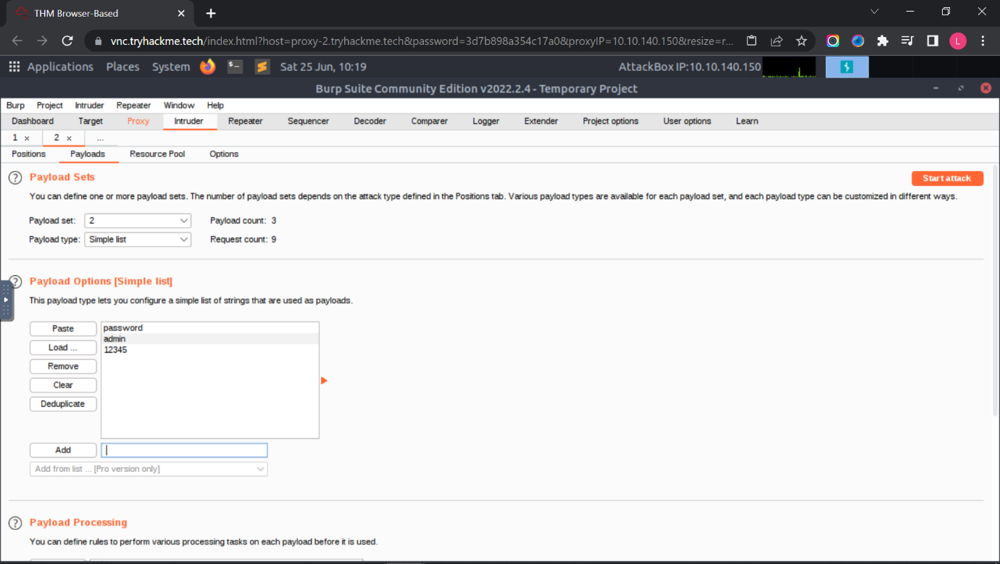 THM Browser-Based
vnc.tryhackme.tech/index.html?host=proxy-2.tryhackme.tech&password=3d7b898a354c17a0&proxyIP=10.10.140.150&resize=r...
L
Applications Places System Sat 25 Jun, 10:19 AttackBox IP:10.10.140.150
Burp Suite Community Edition v2022.2.4 - Temporary Project
Burp Project Intruder Repeater Window Help
Dashboard Target Proxy Intruder Repeater Sequencer Decoder Comparer Logger Extender Project options User options Learn
1 × 2 × ...
Positions Payloads Resource Pool Options
? Payload Sets Start attack
You can define one or more payload sets. The number of payload sets depends on the attack type defined in the Positions tab. Various payload types are available for each payload set, and each payload type can be customized in different ways.
Payload set: 2 Payload count: 3
Payload type: Simple list Request count: 9
? Payload Options [Simple list]
This payload type lets you configure a simple list of strings that are used as payloads.
Paste
Load ...
Remove
Clear
Deduplicate
password
admin
12345
Add
Add from list ... [Pro version only]
? Payload Processing
You can define rules to perform various processing tasks on each payload before it is used.